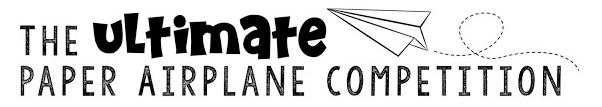 THE ultimate
PAPER AIRPLANE COMPETITION